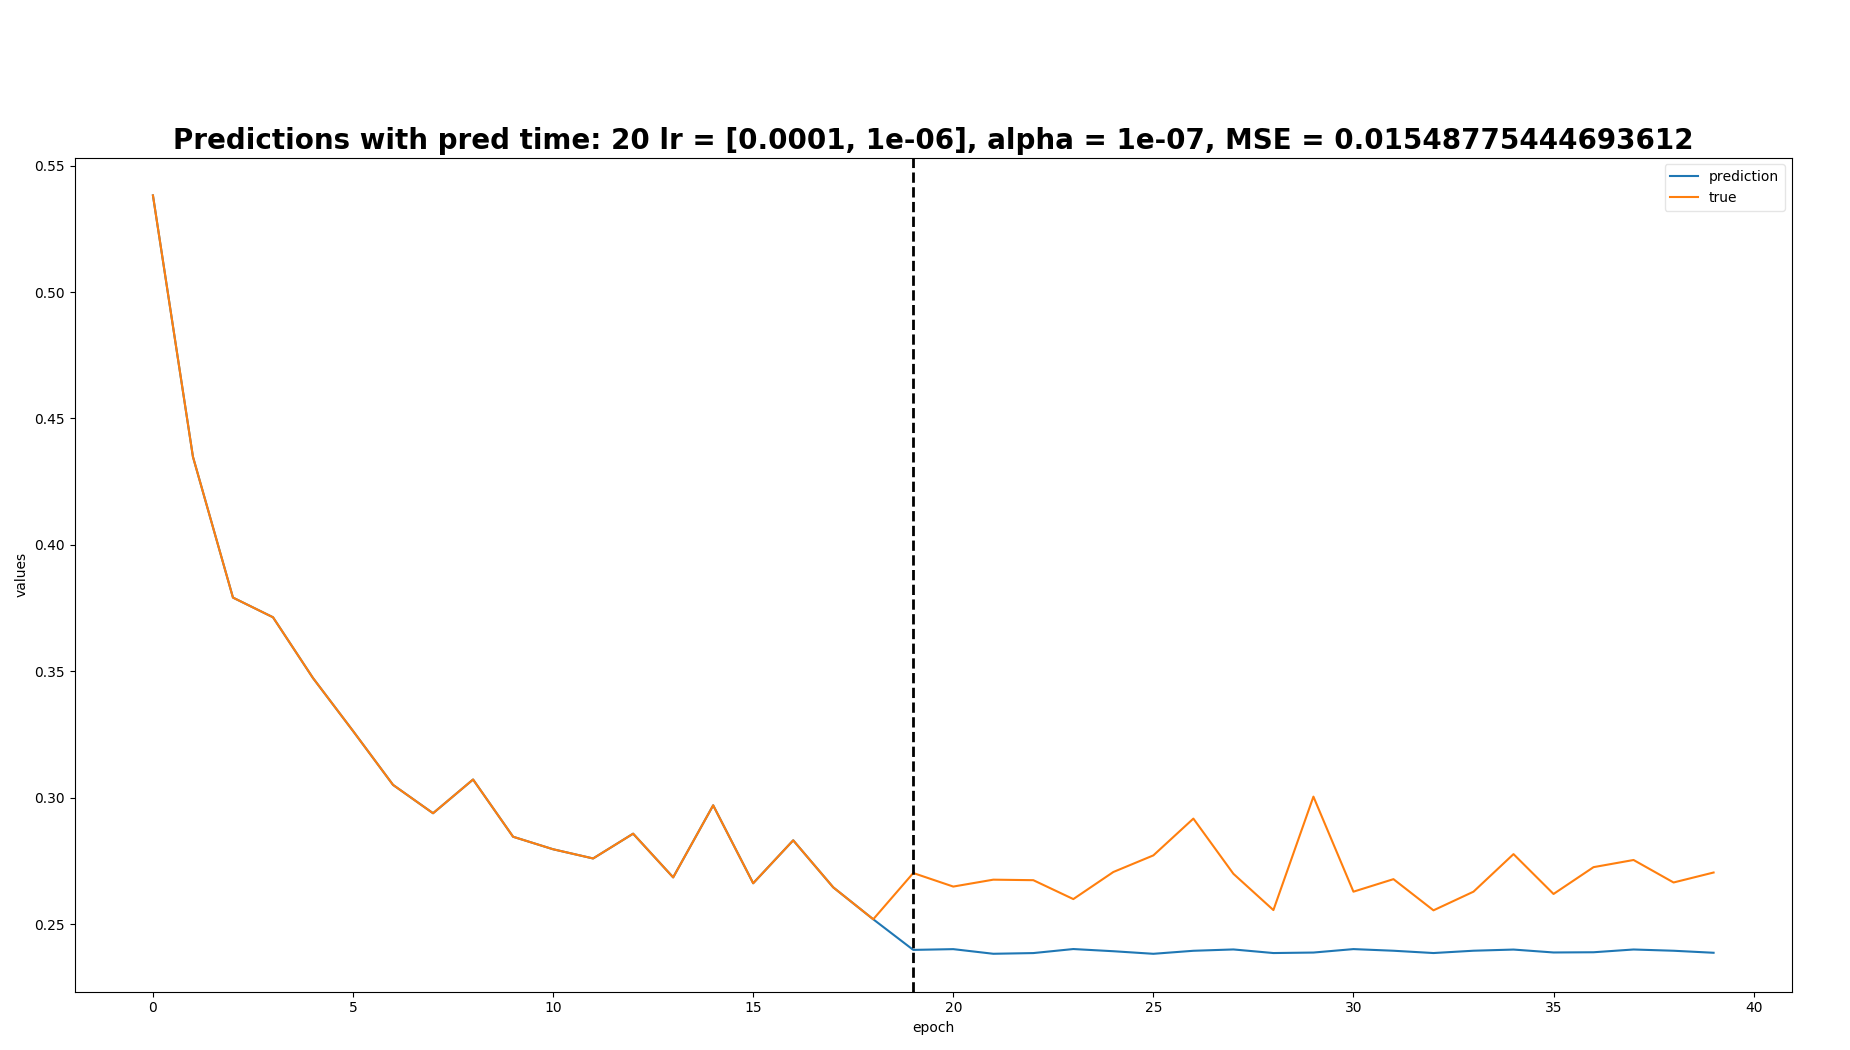 Predictions with pred time: 20 lr = [0.0001, 1e-06], alpha = 1e-07, MSE = 0.01548775444693612
prediction
true
0.55
0.50
0.45
0.40
0.35
0.30
0.25
values
0 5 10 15 20 25 30 35 40
epoch